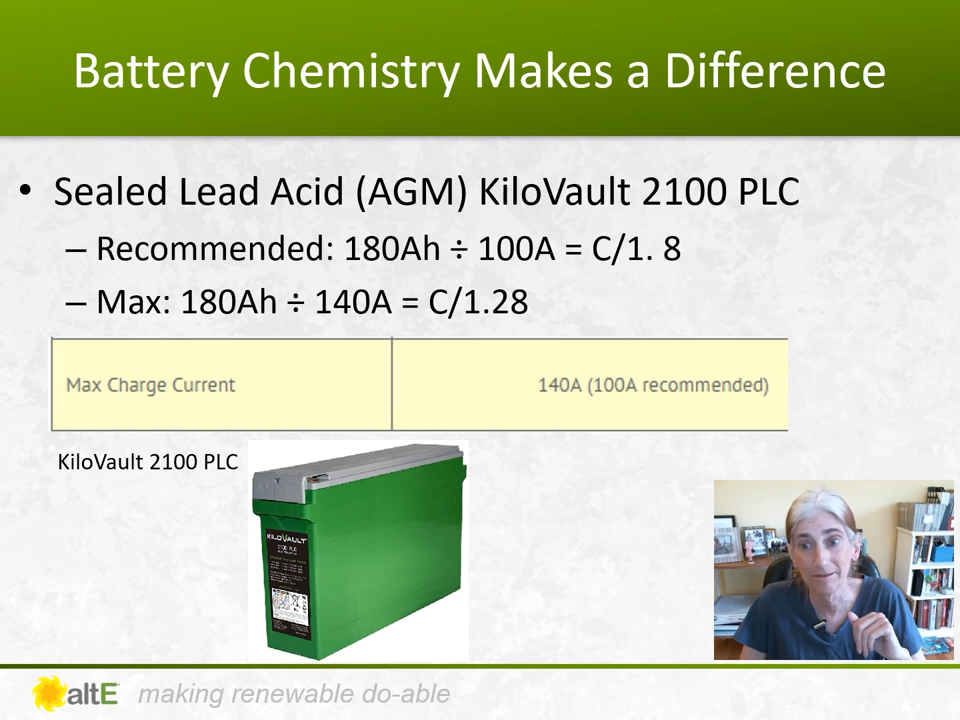 Battery Chemistry Makes a Difference
• Sealed Lead Acid (AGM) KiloVault 2100 PLC
– Recommended: 180Ah ÷ 100A = C/1. 8
– Max: 180Ah ÷ 140A = C/1.28
Max Charge Current 140A (100A recommended)
KiloVault 2100 PLC
KILOVAULT
2100 PLC
altE making renewable do-able